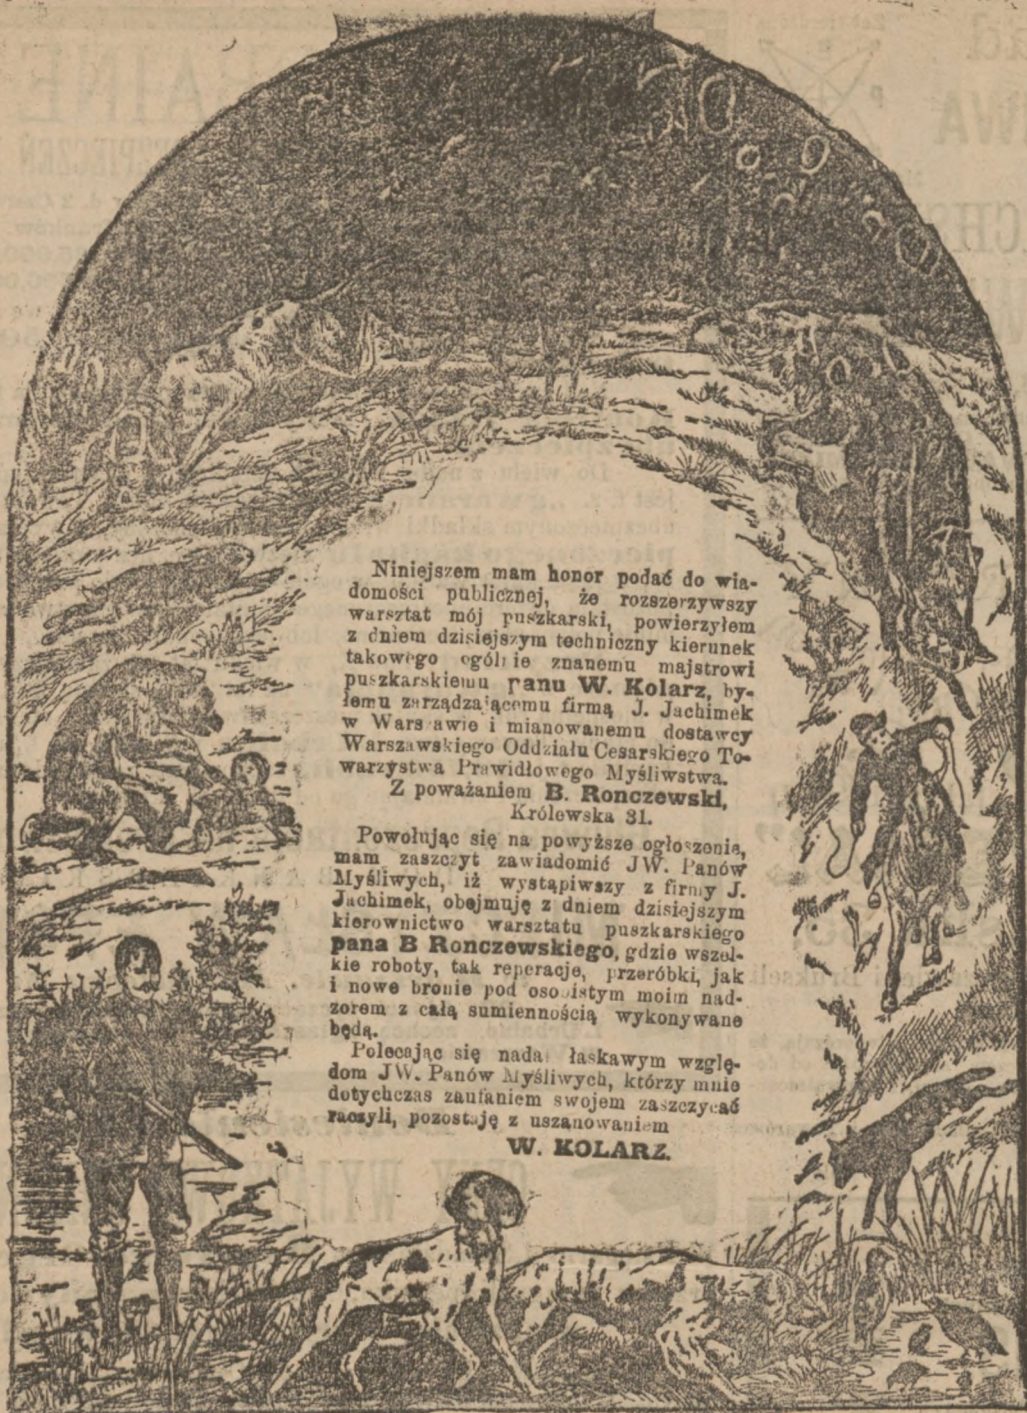 Niniejszem mam honor podać do wia-
domości publicznej, że rozszerzywszy
warsztat mój puszkarski, powierzyłem
z dniem dzisiejszym techniczny kierunek
takowego ogólnie znanemu majstrowi
puszkarskiemu panu W. Kolarz, by-
łemu zarządzającemu firmą J. Jachimek
w Warszawie i mianowanemu dostawcy
Warszawskiego Oddziału Cesarskiego To-
warzystwa Prawidłowego Myśliwstwa.
Z poważaniem B. Ronczewski,
Królewska 31.
Powołując się na powyższe ogłoszenie,
mam zaszczyt zawiadomić JW. Panów
Myśliwych, iż wystąpiwszy z firmy J.
Jachimek, obejmuję z dniem dzisiejszym
kierownictwo warsztatu puszkarskiego
pana B Ronczewskiego, gdzie wszel-
kie roboty, tak reperacje, przeróbki, jak
i nowe bronie pod osobistym moim nad-
zorem z całą sumiennością wykonywane
będą.
Polecając się nadal łaskawym wzglę-
dom JW. Panów Myśliwych, którzy mnie
dotychczas zaufaniem swojem zaszczycać
raczyli, pozostaję z uszanowaniem
W. KOLARZ.